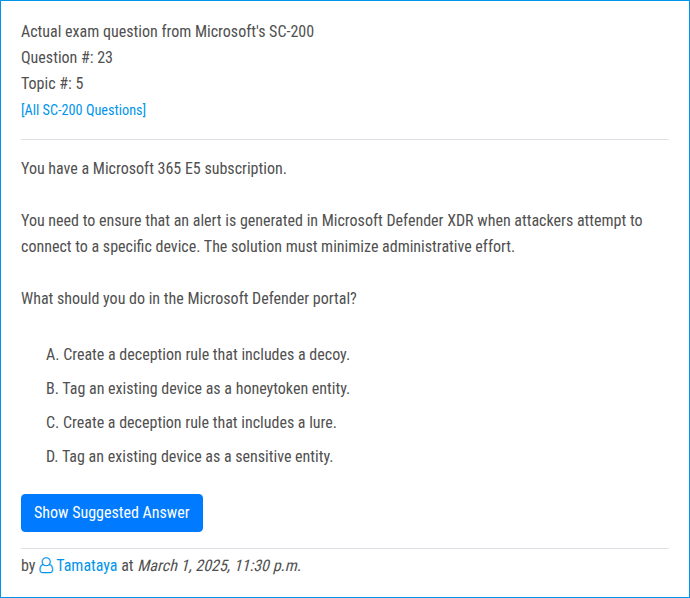 Actual exam question from Microsoft's SC-200
Question #: 23
Topic #: 5
[All SC-200 Questions]
You have a Microsoft 365 E5 subscription.
You need to ensure that an alert is generated in Microsoft Defender XDR when attackers attempt to
connect to a specific device. The solution must minimize administrative effort.
What should you do in the Microsoft Defender portal?
A. Create a deception rule that includes a decoy.
B. Tag an existing device as a honeytoken entity.
C. Create a deception rule that includes a lure.
D. Tag an existing device as a sensitive entity.
Show Suggested Answer
by Tamataya at March 1, 2025, 11:30 p.m.